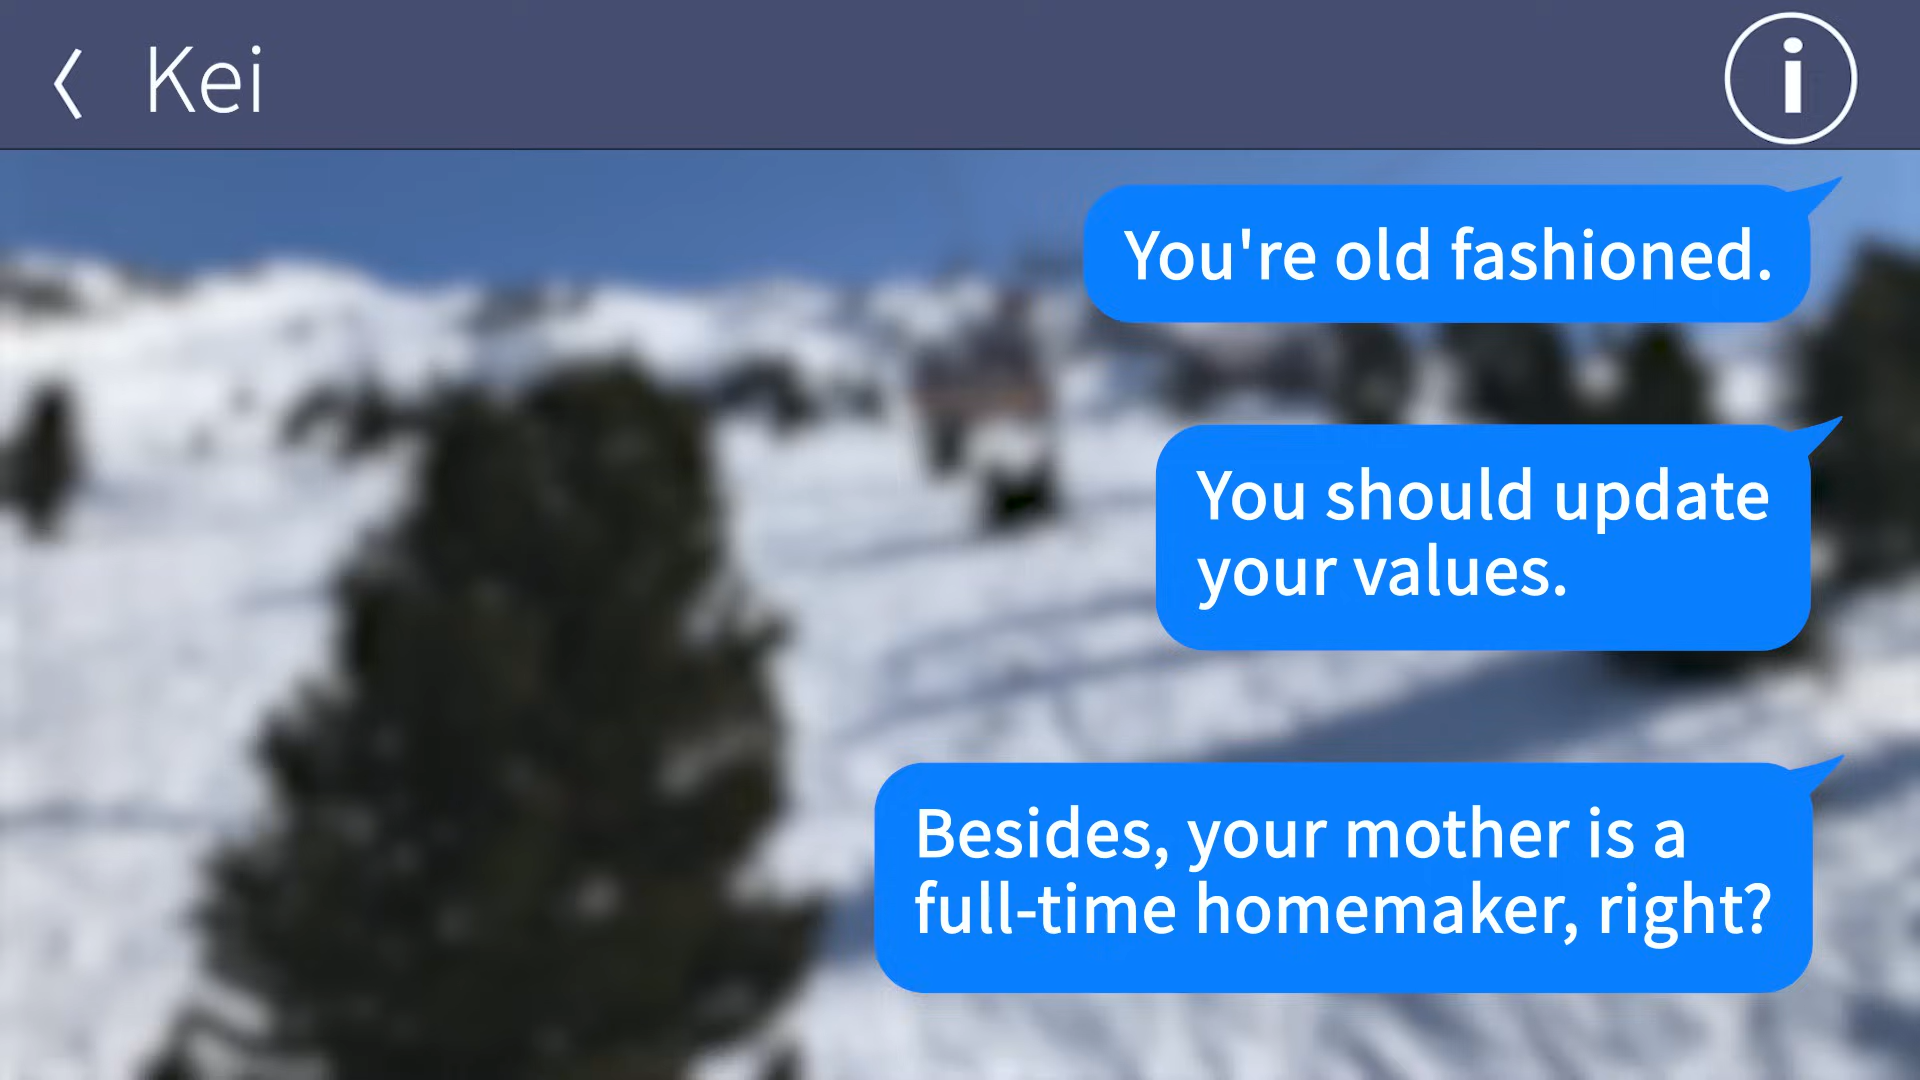 Kei
You're old fashioned.
You should update
your values.
Besides, your mother is a
full-time homemaker, right?